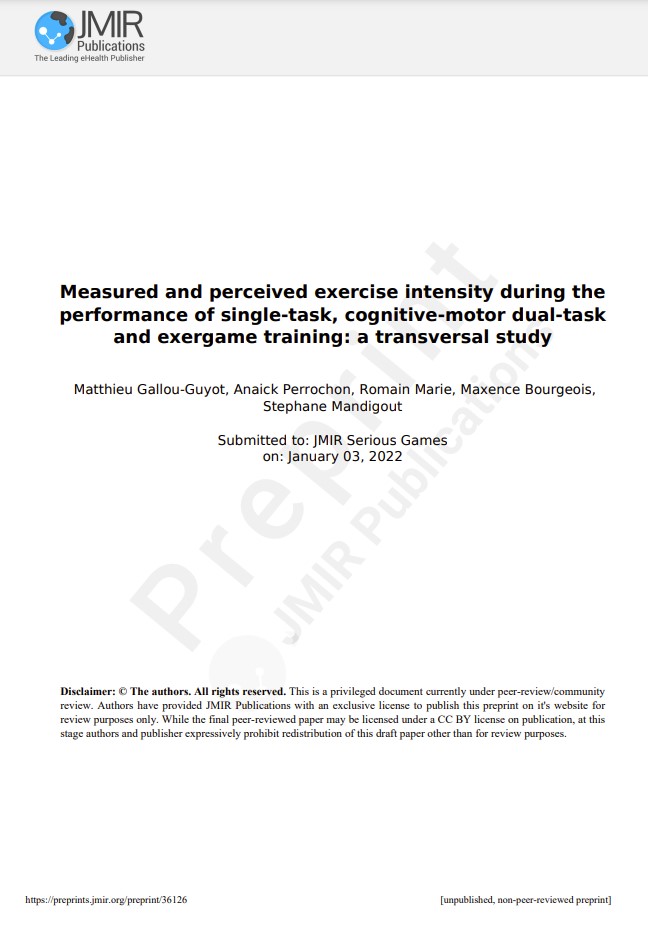 JMIR
Publications
The Leading eHealth Publisher
Measured and perceived exercise intensity during the
performance of single-task, cognitive-motor dual-task
and exergame training: a transversal study
Matthieu Gallou-Guyot, Anaick Perrochon, Romain Marie, Maxence Bourgeois,
Stephane Mandigout
Submitted to: JMIR Serious Games
on: January 03, 2022
Preprint
JMIR Publications
Disclaimer: © The authors. All rights reserved. This is a privileged document currently under peer-review/community
review. Authors have provided JMIR Publications with an exclusive license to publish this preprint on it's website for
review purposes only. While the final peer-reviewed paper may be licensed under a CC BY license on publication, at this
stage authors and publisher expressively prohibit redistribution of this draft paper other than for review purposes.
https://preprints.jmir.org/preprint/36126
[unpublished, non-peer-reviewed preprint]